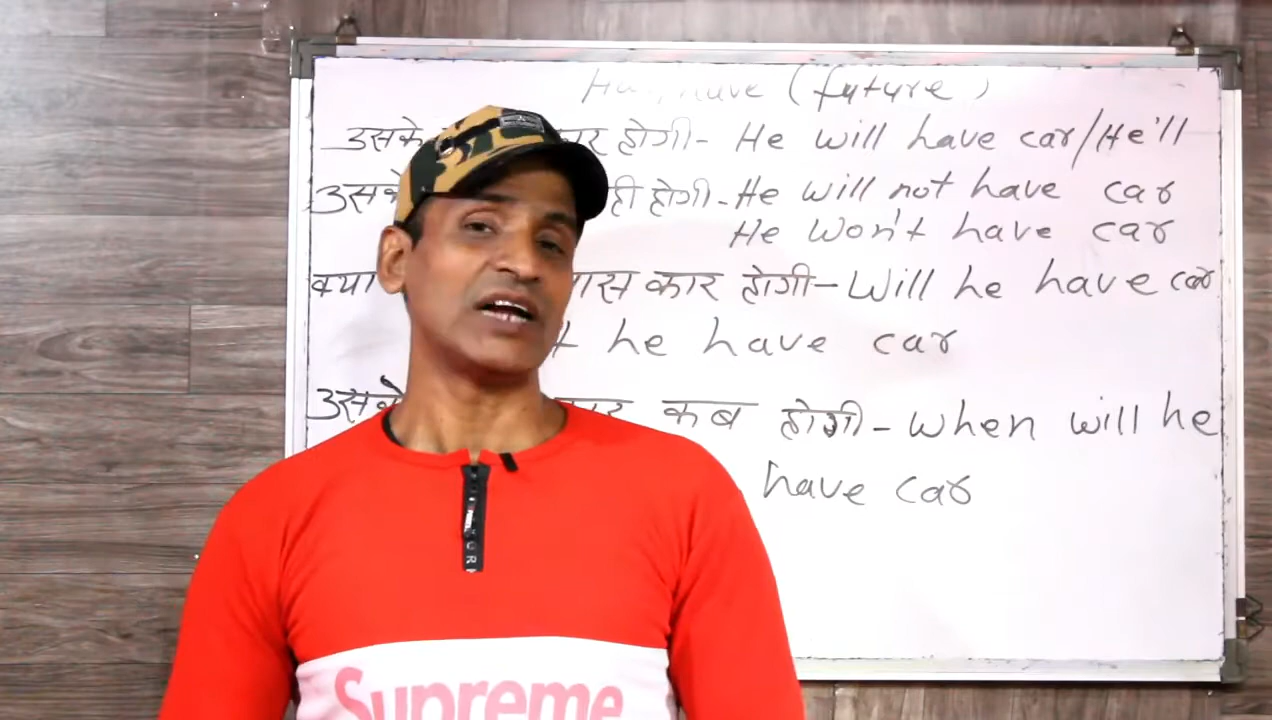 have (future)
उसके कार होगी- He will have car/He'll
उसके ही होगी- He will not have car
He won't have car
क्या पास कार होगी- Will he have car
he have car
उसके कार कब होगी- when will he
have car
Supreme